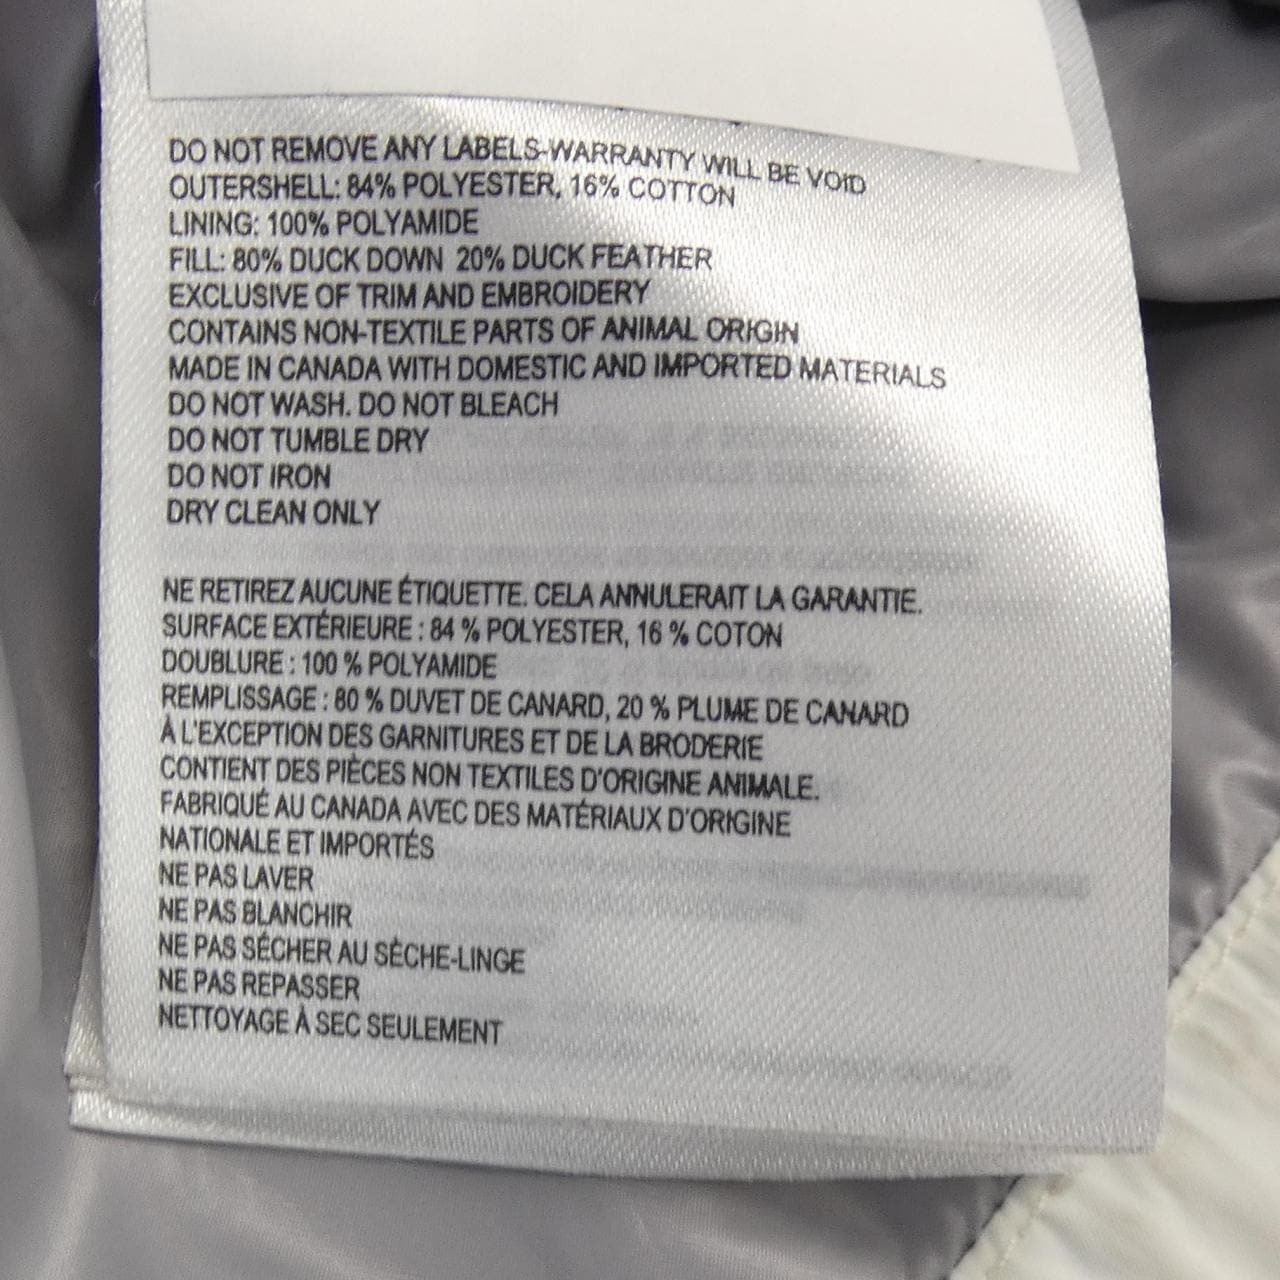 DO NOT REMOVE ANY LABELS-WARRANTY WILL BE VOID
OUTERSHELL: 84% POLYESTER, 16% COTTON
LINING: 100% POLYAMIDE
FILL: 80% DUCK DOWN 20% DUCK FEATHER
EXCLUSIVE OF TRIM AND EMBROIDERY
CONTAINS NON-TEXTILE PARTS OF ANIMAL ORIGIN
MADE IN CANADA WITH DOMESTIC AND IMPORTED MATERIALS
DO NOT WASH. DO NOT BLEACH
DO NOT TUMBLE DRY
DO NOT IRON
DRY CLEAN ONLY
NE RETIREZ AUCUNE ÉTIQUETTE. CELA ANNULERAIT LA GARANTIE.
SURFACE EXTÉRIEURE : 84 % POLYESTER, 16 % COTON
DOUBLURE : 100 % POLYAMIDE
REMPLISSAGE : 80 % DUVET DE CANARD, 20 % PLUME DE CANARD
À L'EXCEPTION DES GARNITURES ET DE LA BRODERIE
CONTIENT DES PIÈCES NON TEXTILES D'ORIGINE ANIMALE.
FABRIQUÉ AU CANADA AVEC DES MATÉRIAUX D'ORIGINE
NATIONALE ET IMPORTÉS
NE PAS LAVER
NE PAS BLANCHIR
NE PAS SÉCHER AU SÈCHE-LINGE
NE PAS REPASSER
NETTOYAGE À SEC SEULEMENT